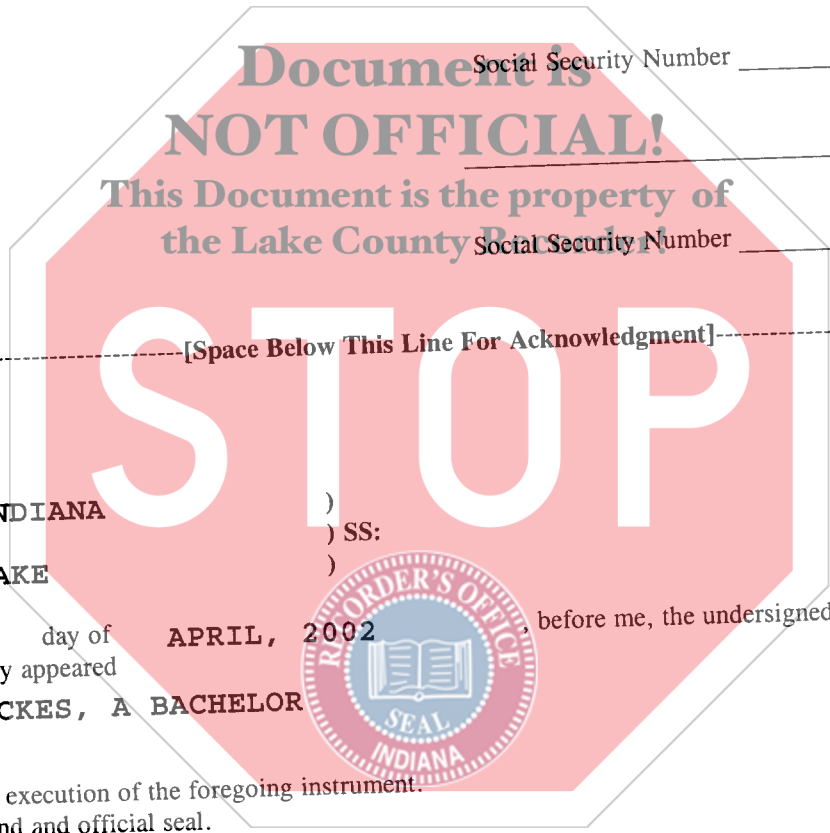 Document is
Social Security Number
NOT OFFICIAL!
This Document is the property of
the Lake County Recorder!
Social Security Number
[Space Below This Line For Acknowledgment]
STOP
NDIANA )
) SS:
AKE )
day of APRIL, 2002 , before me, the undersigned
y appeared
CKES, A BACHELOR
RECORDER'S OFFICE
SEAL
INDIANA
execution of the foregoing instrument.
nd and official seal.